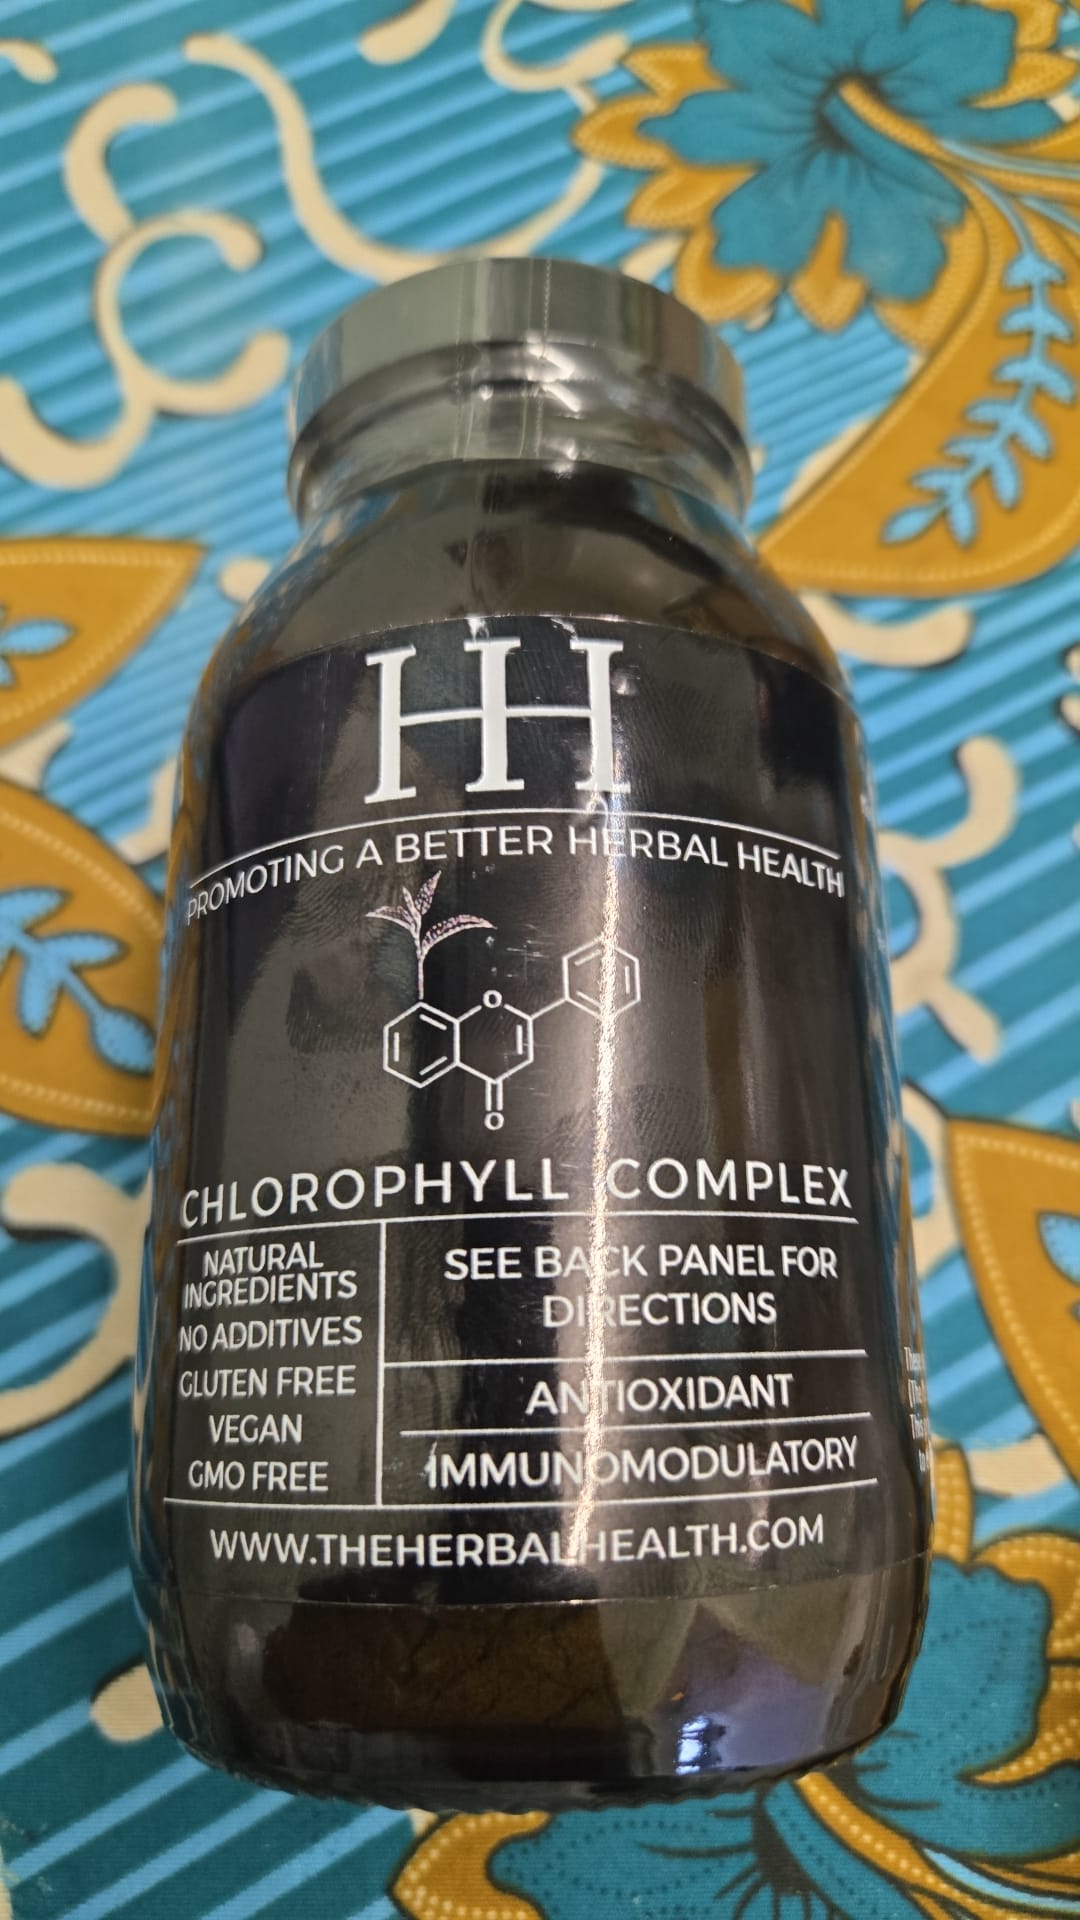 HH
PROMOTING A BETTER HERBAL HEALTH
O
O
CHLOROPHYLL COMPLEX
NATURAL
INGREDIENTS
NO ADDITIVES
GLUTEN FREE
VEGAN
GMO FREE
SEE BACK PANEL FOR
DIRECTIONS
ANTIOXIDANT
IMMUNOMODULATORY
WWW.THEHERBALHEALTH.COM